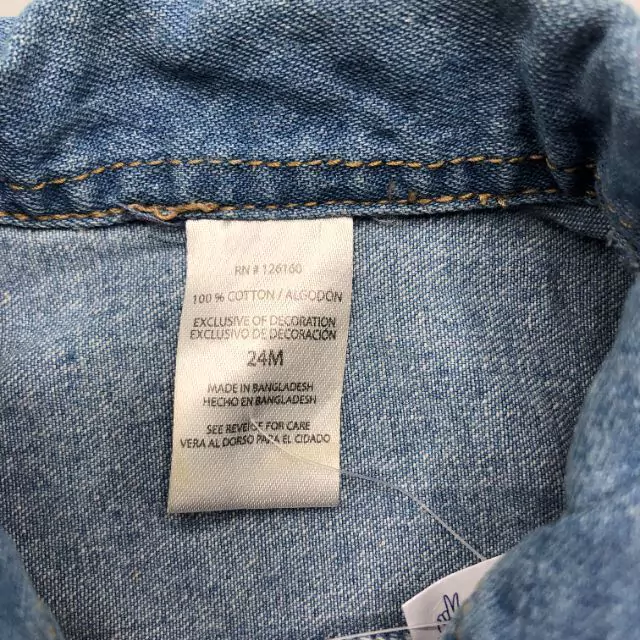 RN # 126160
100 % COTTON / ALGODON
EXCLUSIVE OF DECORATION
EXCLUSIVO DE DECORACIÓN
24M
MADE IN BANGLADESH
HECHO EN BANGLADESH
SEE REVERSE FOR CARE
VERA AL DORSO PARA EL CIDADO